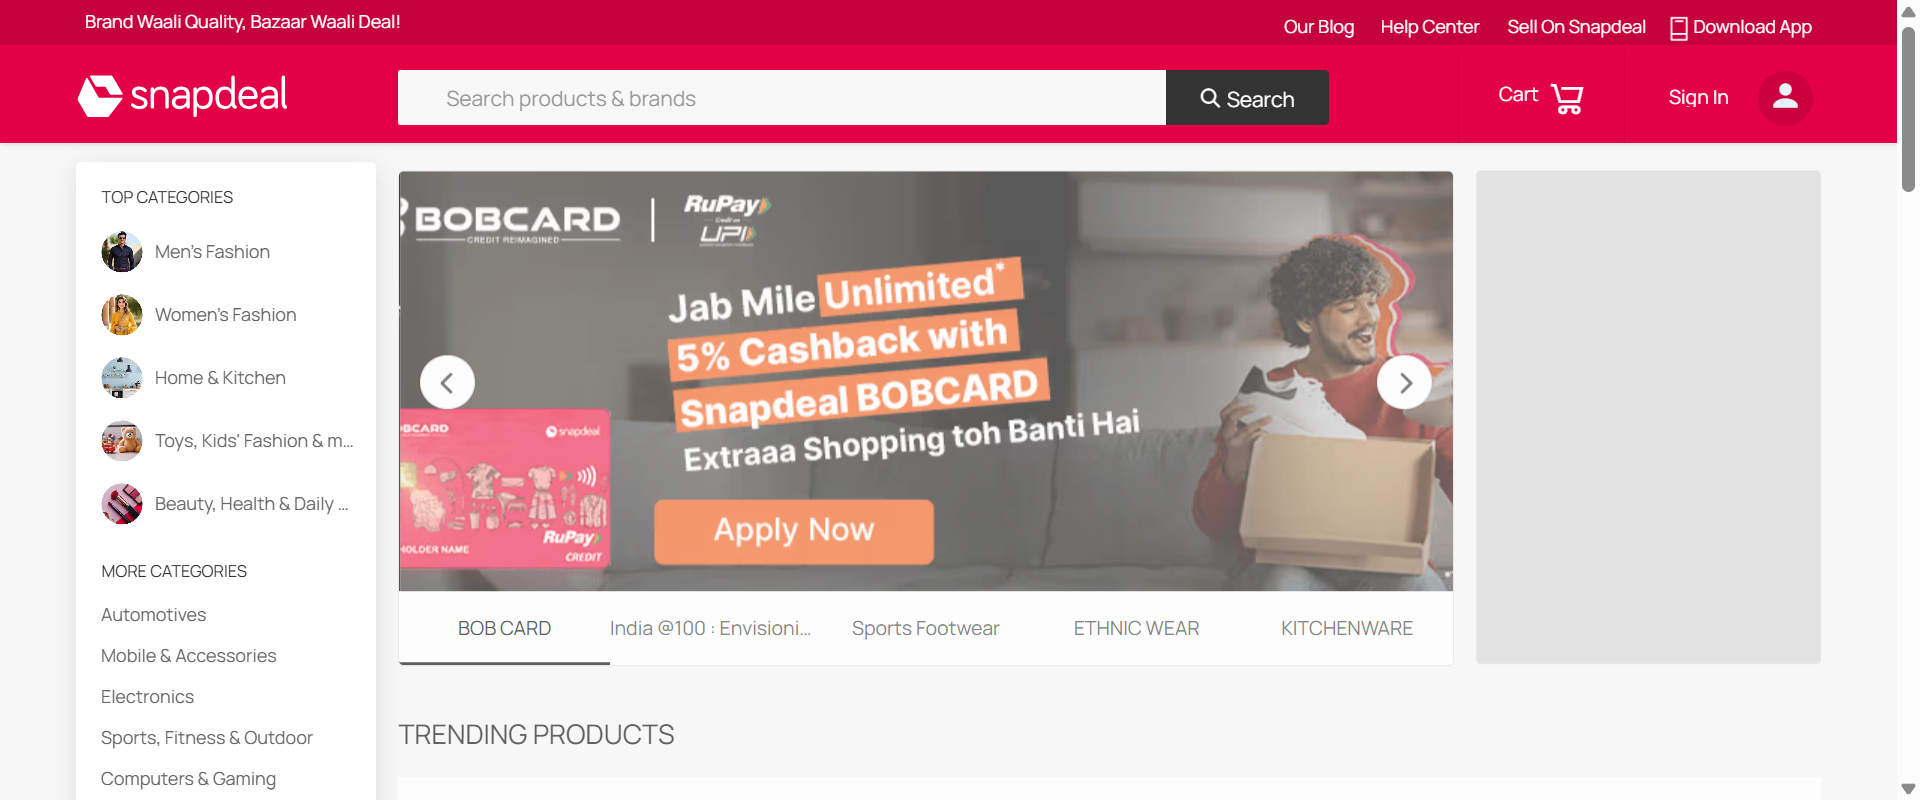 Brand Waali Quality, Bazaar Waali Deal!
Our Blog
Help Center
Sell On Snapdeal
Download App
snapdeal
Search products & brands
Search
Cart
Sign In
TOP CATEGORIES
Men's Fashion
Women's Fashion
Home & Kitchen
Toys, Kids' Fashion & m...
Beauty, Health & Daily ...
MORE CATEGORIES
Automotives
Mobile & Accessories
Electronics
Sports, Fitness & Outdoor
Computers & Gaming
BOBCARD
CREDIT REIMAGINED
RuPay
Credit on
UPI
Jab Mile Unlimited*
5% Cashback with
Snapdeal BOBCARD
Extraaa Shopping toh Banti Hai
Apply Now
BCARD
snapdeal
HOLDER NAME
RuPay
CREDIT
BOB CARD
India @100 : Envisioni...
Sports Footwear
ETHNIC WEAR
KITCHENWARE
TRENDING PRODUCTS